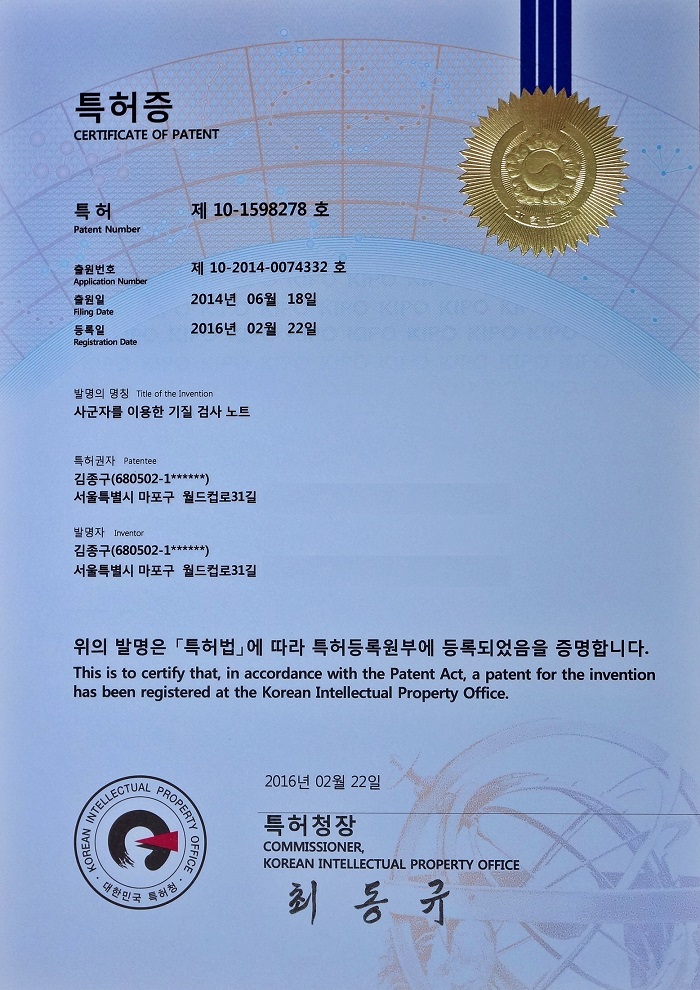 특허증
CERTIFICATE OF PATENT
특허 제 10-1598278 호
Patent Number
출원번호 제 10-2014-0074332 호
Application Number
출원일 2014년 06월 18일
Filing Date
등록일 2016년 02월 22일
Registration Date
발명의 명칭 Title of the Invention
사군자를 이용한 기질 검사 노트
특허권자 Patentee
김종구(680502-1******)
서울특별시 마포구 월드컵로31길
발명자 Inventor
김종구(680502-1******)
서울특별시 마포구 월드컵로31길
위의 발명은 「특허법」에 따라 특허등록원부에 등록되었음을 증명합니다.
This is to certify that, in accordance with the Patent Act, a patent for the invention
has been registered at the Korean Intellectual Property Office.
2016년 02월 22일
특허청장
COMMISSIONER,
KOREAN INTELLECTUAL PROPERTY OFFICE
최동규
KOREAN INTELLECTUAL PROPERTY OFFICE
· 대한민국 특허청 ·